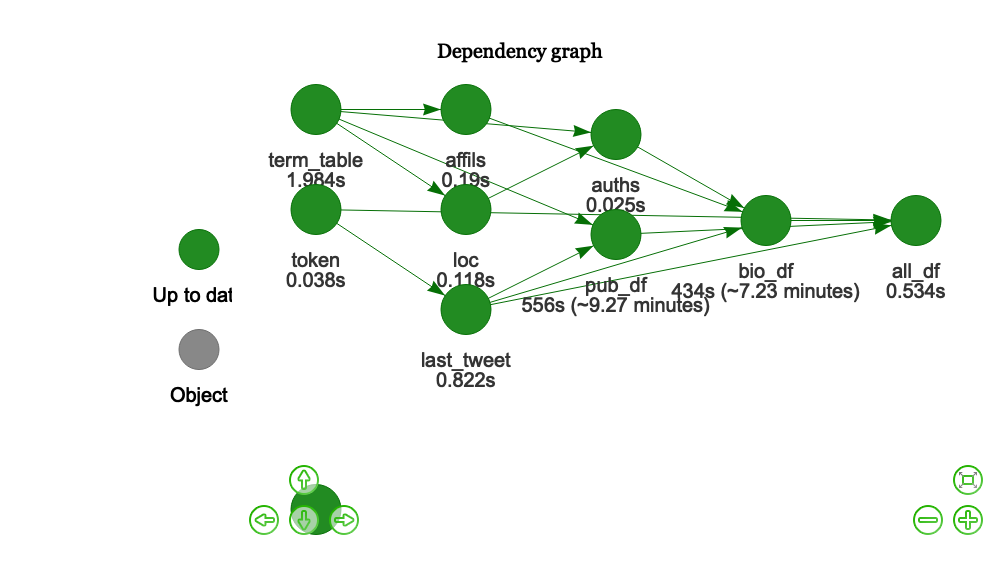 Dependency graph
term_table
1.984s
affils
0.19s
auths
0.025s
token
0.038s
loc
0.118s
pub_df
556s (~9.27 minutes)
bio_df
434s (~7.23 minutes)
all_df
0.534s
last_tweet
0.822s
Up to dat
Object